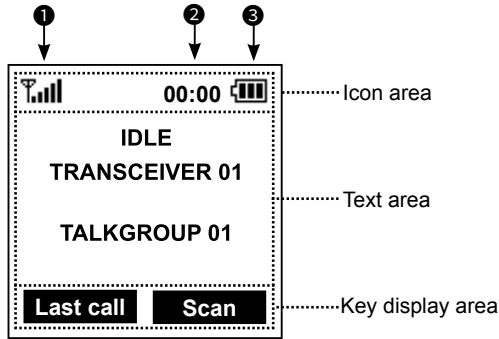 ❶ ❷ ❸
00:00
Icon area
IDLE
TRANSCEIVER 01
Text area
TALKGROUP 01
Last call Scan
Key display area